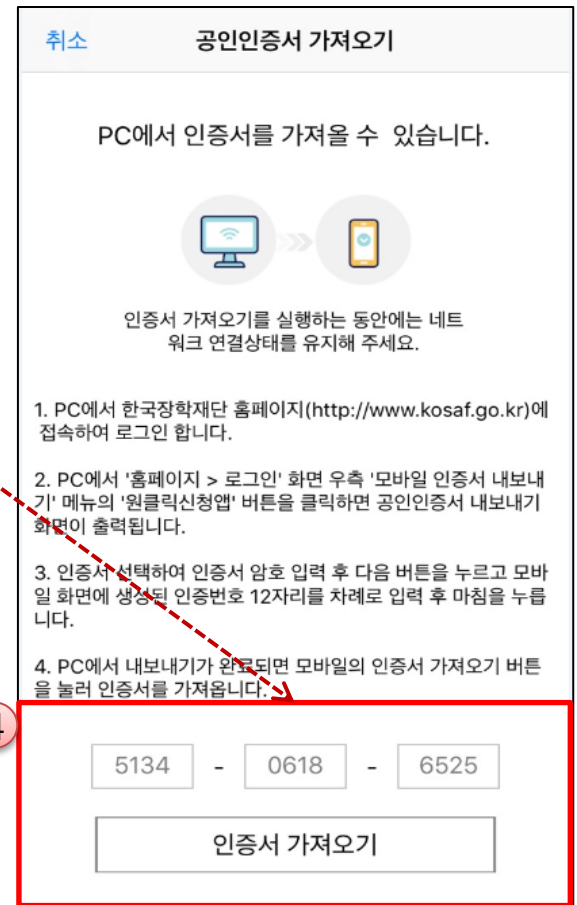 취소 공인인증서 가져오기
PC에서 인증서를 가져올 수 있습니다.
인증서 가져오기를 실행하는 동안에는 네트
워크 연결상태를 유지해 주세요.
1. PC에서 한국장학재단 홈페이지(http://www.kosaf.go.kr)에
접속하여 로그인 합니다.
2. PC에서 '홈페이지 > 로그인' 화면 우측 '모바일 인증서 내보내
기' 메뉴의 '원클릭신청앱' 버튼을 클릭하면 공인인증서 내보내기
화면이 출력됩니다.
3. 인증서 선택하여 인증서 암호 입력 후 다음 버튼을 누르고 모바
일 화면에 생성된 인증번호 12자리를 차례로 입력 후 마침을 누릅
니다.
4. PC에서 내보내기가 완료되면 모바일의 인증서 가져오기 버튼
을 눌러 인증서를 가져옵니다.
5134 - 0618 - 6525
인증서 가져오기